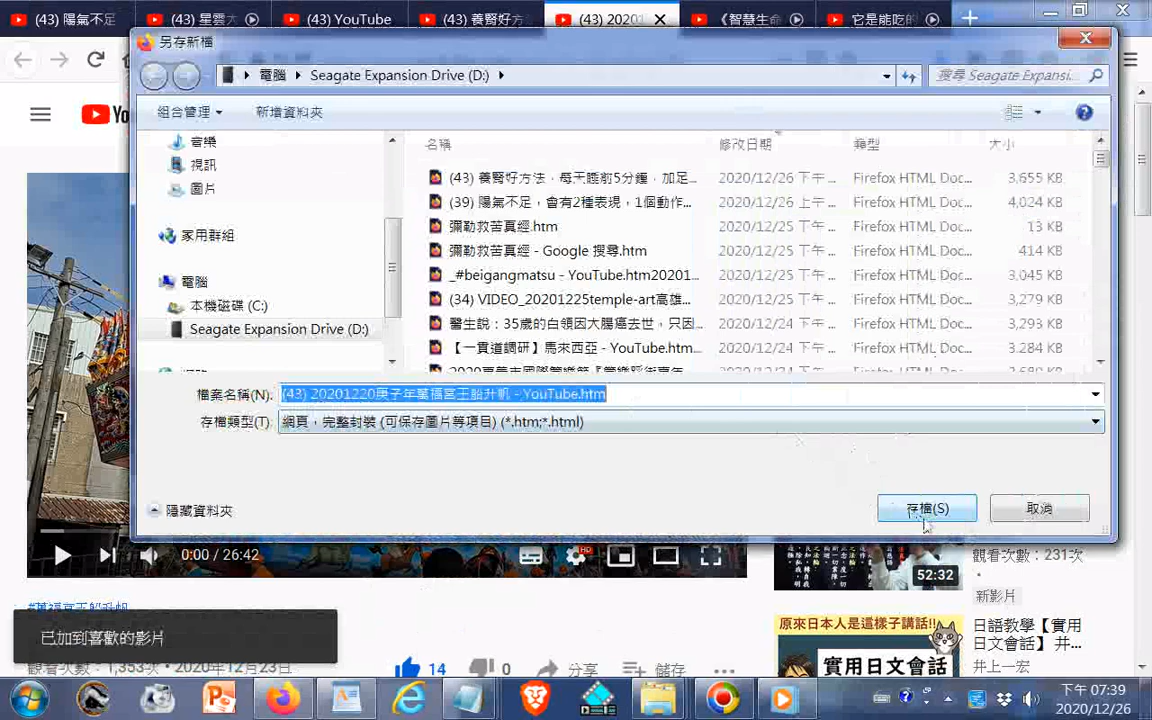 (43) 陽氣不足
(43) 星雲大
(43) YouTube
(43) 養腎好方
(43) 2020
《智慧生命
它是能吃的
另存新檔
電腦 Seagate Expansion Drive (D:)
搜尋 Seagate Expansi...
組合管理 新增資料夾
音樂
視訊
圖片
家用群組
電腦
本機磁碟 (C:)
Seagate Expansion Drive (D:)
名稱 修改日期 類型 大小
(43) 養腎好方法，每天睡前5分鐘，加足... 2020/12/26 下午 ... Firefox HTML Doc... 3,655 KB
(39) 陽氣不足，會有2種表現，1個動作... 2020/12/26 上午 ... Firefox HTML Doc... 4,024 KB
彌勒救苦真經.htm 2020/12/25 下午 ... Firefox HTML Doc... 13 KB
彌勒救苦真經 - Google 搜尋.htm 2020/12/25 下午 ... Firefox HTML Doc... 414 KB
_#beigangmatsu - YouTube.htm20201... 2020/12/25 下午 ... Firefox HTML Doc... 3,045 KB
(34) VIDEO_20201225temple-art高雄... 2020/12/25 下午 ... Firefox HTML Doc... 3,279 KB
醫生說：35歲的白領因大腸癌去世，只因... 2020/12/24 下午 ... Firefox HTML Doc... 3,293 KB
【一貫道調研】馬來西亞 - YouTube.htm... 2020/12/24 下午 ... Firefox HTML Doc... 3,284 KB
檔案名稱(N): (43) 20201220庚子年萬福宮王船升帆 - YouTube.htm
存檔類型(T): 網頁，完整封裝 (可保存圖片等項目) (*.htm;*.html)
隱藏資料夾
存檔(S) 取消
0:00 / 26:42
HD
52:32
觀看次數：231次
新影片
#萬福宮王船升帆
已加到喜歡的影片
觀看次數：1,353次 • 2020年12月23日
14 0 分享 儲存
原來日本人是這樣子講話!!
實用日文會話
日語教學【實用
日文會話】井...
井上一宏
下午 07:39
2020/12/26